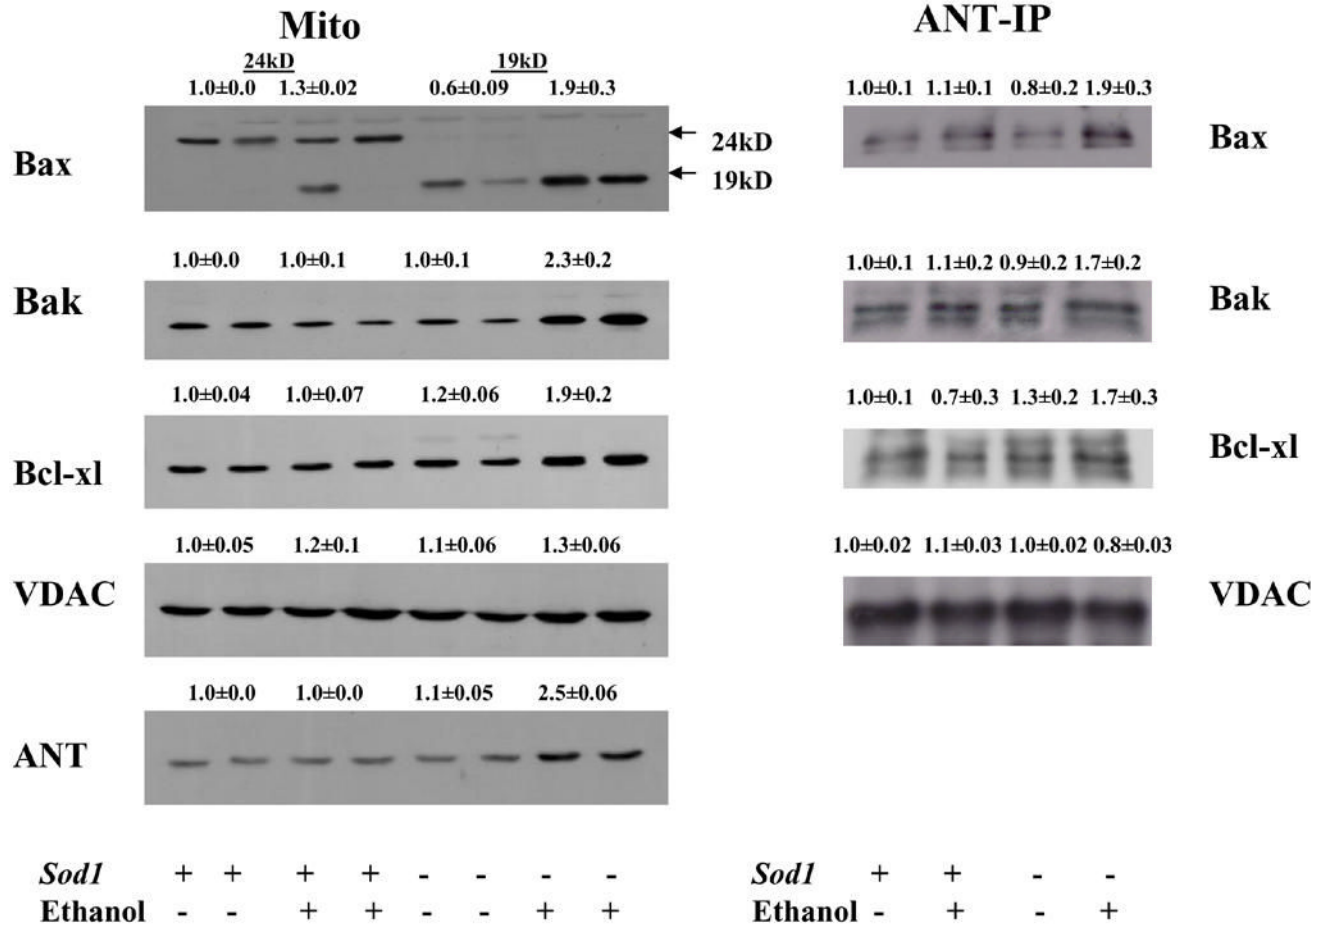 Mito
24kD 19kD
1.0±0.0 1.3±0.02 0.6±0.09 1.9±0.3
Bax
24kD
19kD
1.0±0.0 1.0±0.1 1.0±0.1 2.3±0.2
Bak
1.0±0.04 1.0±0.07 1.2±0.06 1.9±0.2
Bcl-xl
1.0±0.05 1.2±0.1 1.1±0.06 1.3±0.06
VDAC
1.0±0.0 1.0±0.0 1.1±0.05 2.5±0.06
ANT
Sod1 + + + + - - - -
Ethanol - - + + - - + +
ANT-IP
1.0±0.1 1.1±0.1 0.8±0.2 1.9±0.3
Bax
1.0±0.1 1.1±0.2 0.9±0.2 1.7±0.2
Bak
1.0±0.1 0.7±0.3 1.3±0.2 1.7±0.3
Bcl-xl
1.0±0.02 1.1±0.03 1.0±0.02 0.8±0.03
VDAC
Sod1 + + - -
Ethanol - + - +